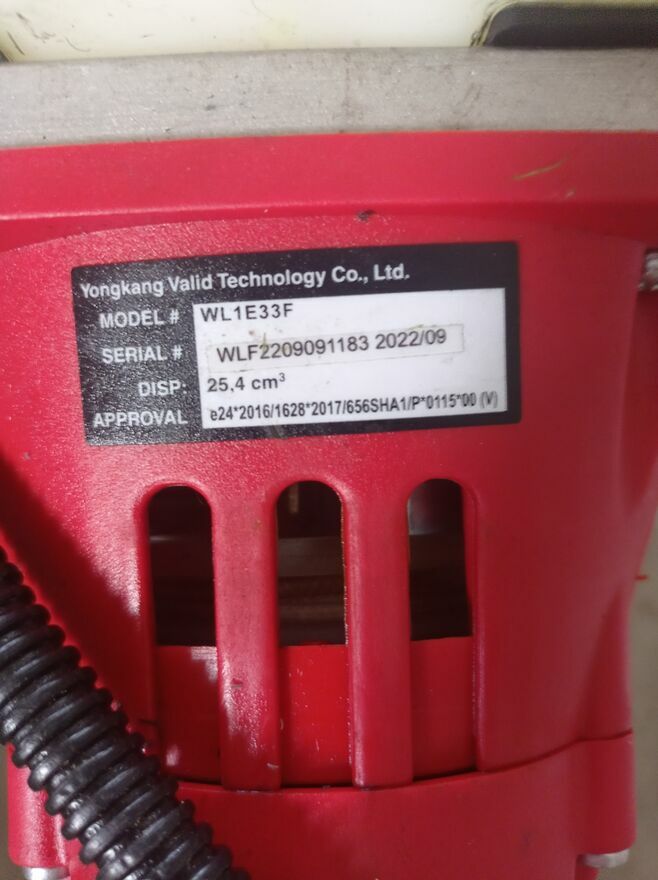 Yongkang Valid Technology Co., Ltd.
MODEL # WL1E33F
SERIAL # WLF2209091183 2022/09
DISP: 25,4 cm³
APPROVAL e24*2016/1628*2017/656SHA1/P*0115*00 (V)